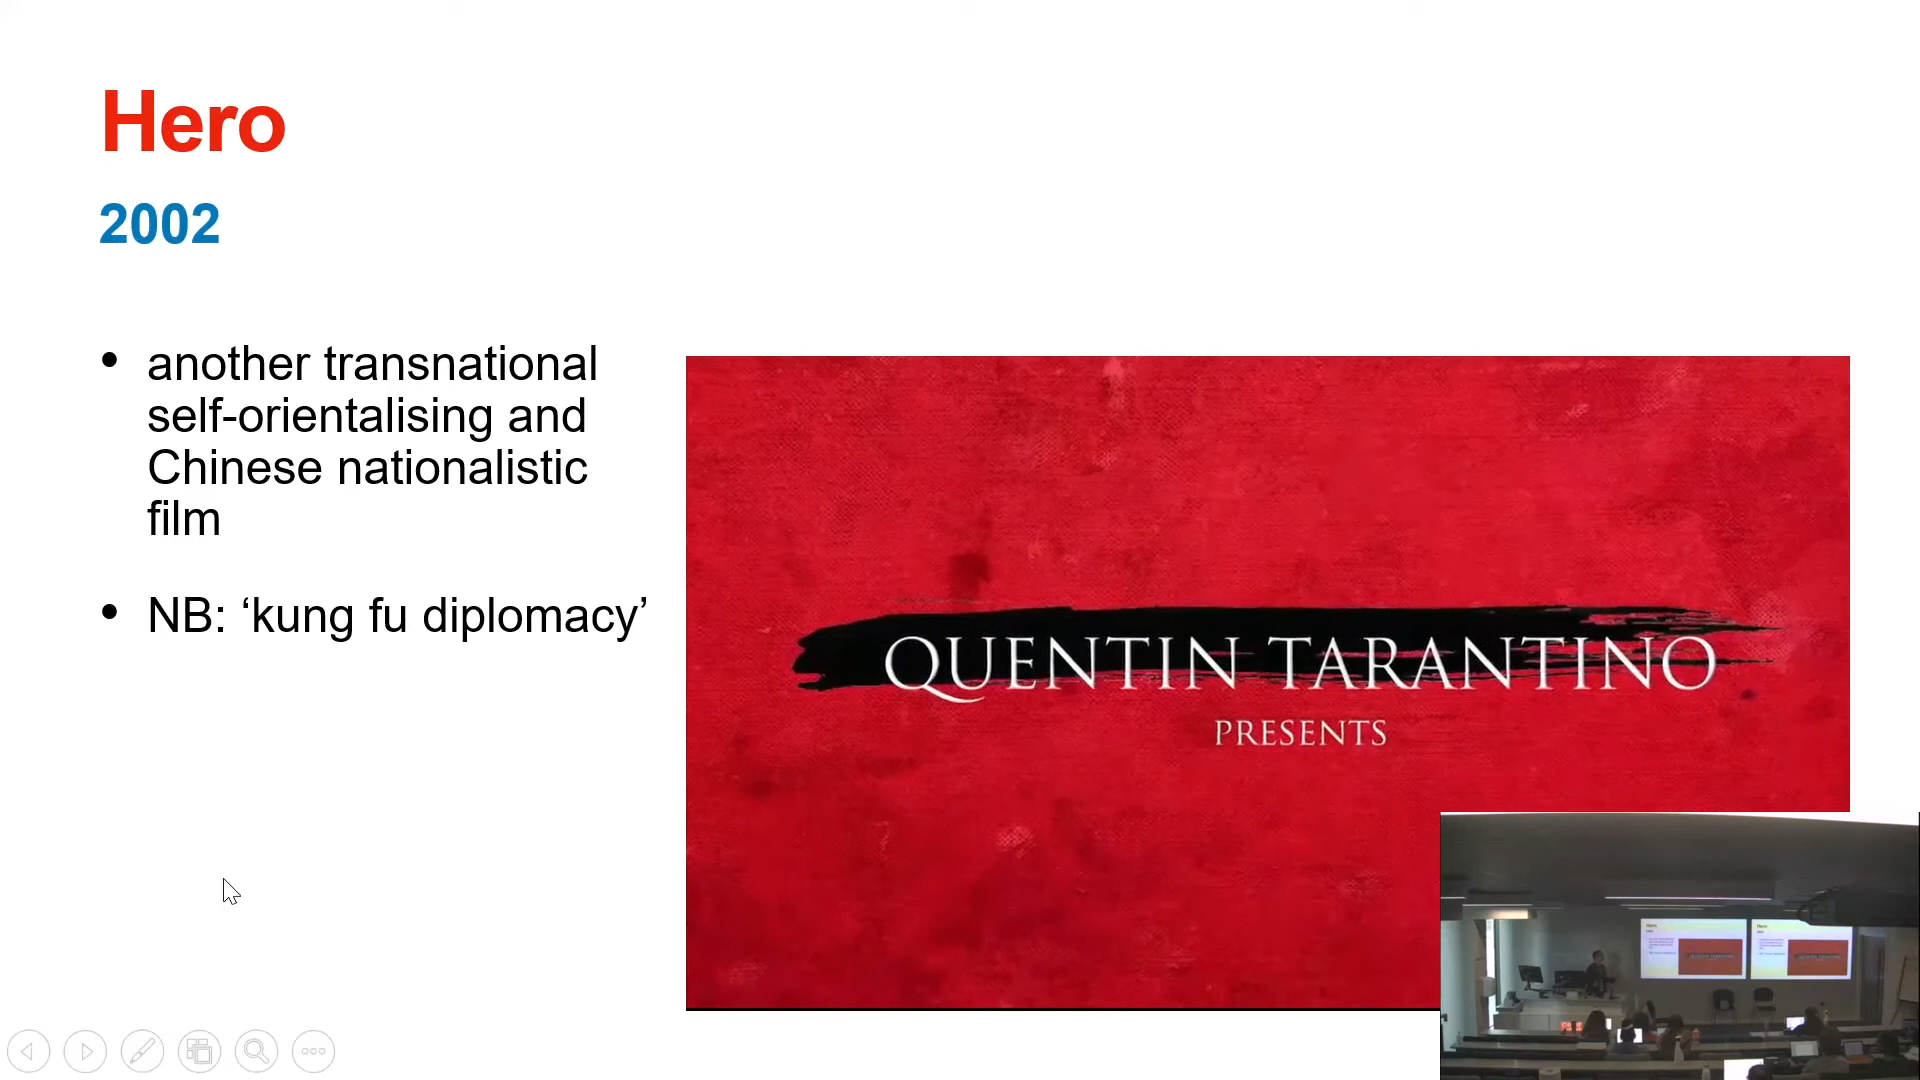 Hero
2002
• another transnational
self-orientalising and
Chinese nationalistic
film
• NB: ‘kung fu diplomacy’
QUENTIN TARANTINO
PRESENTS